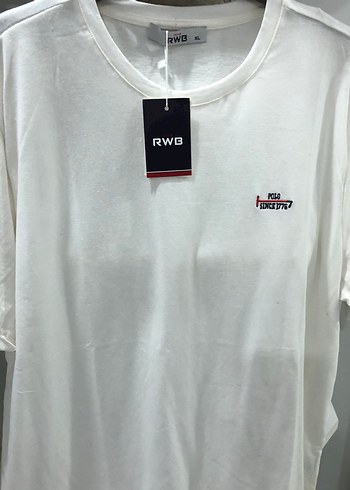 RWB XL
RWB
POLO
SINCE 1776